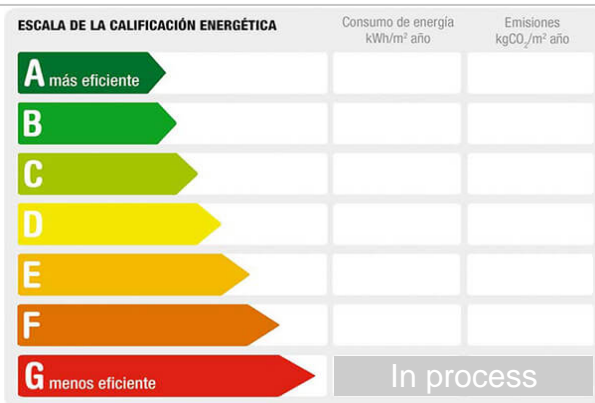 ESCALA DE LA CALIFICACIÓN ENERGÉTICA
Consumo de energía
kWh/m² año
Emisiones
kgCO₂/m² año
A más eficiente
B
C
D
E
F
G menos eficiente
In process